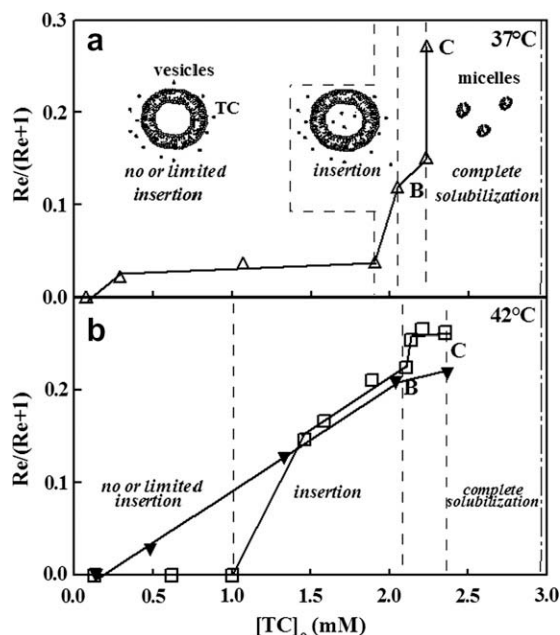 a
37°C
0.3
0.2
0.1
0.0
Re/(Re+1)
vesicles
TC
no or limited
insertion
insertion
C
B
micelles
complete
solubilization
b
42°C
0.2
0.1
0.0
Re/(Re+1)
C
B
no or limited
insertion
insertion
complete
solubilization
0.0 0.5 1.0 1.5 2.0 2.5 3.0
[TC]e (mM)